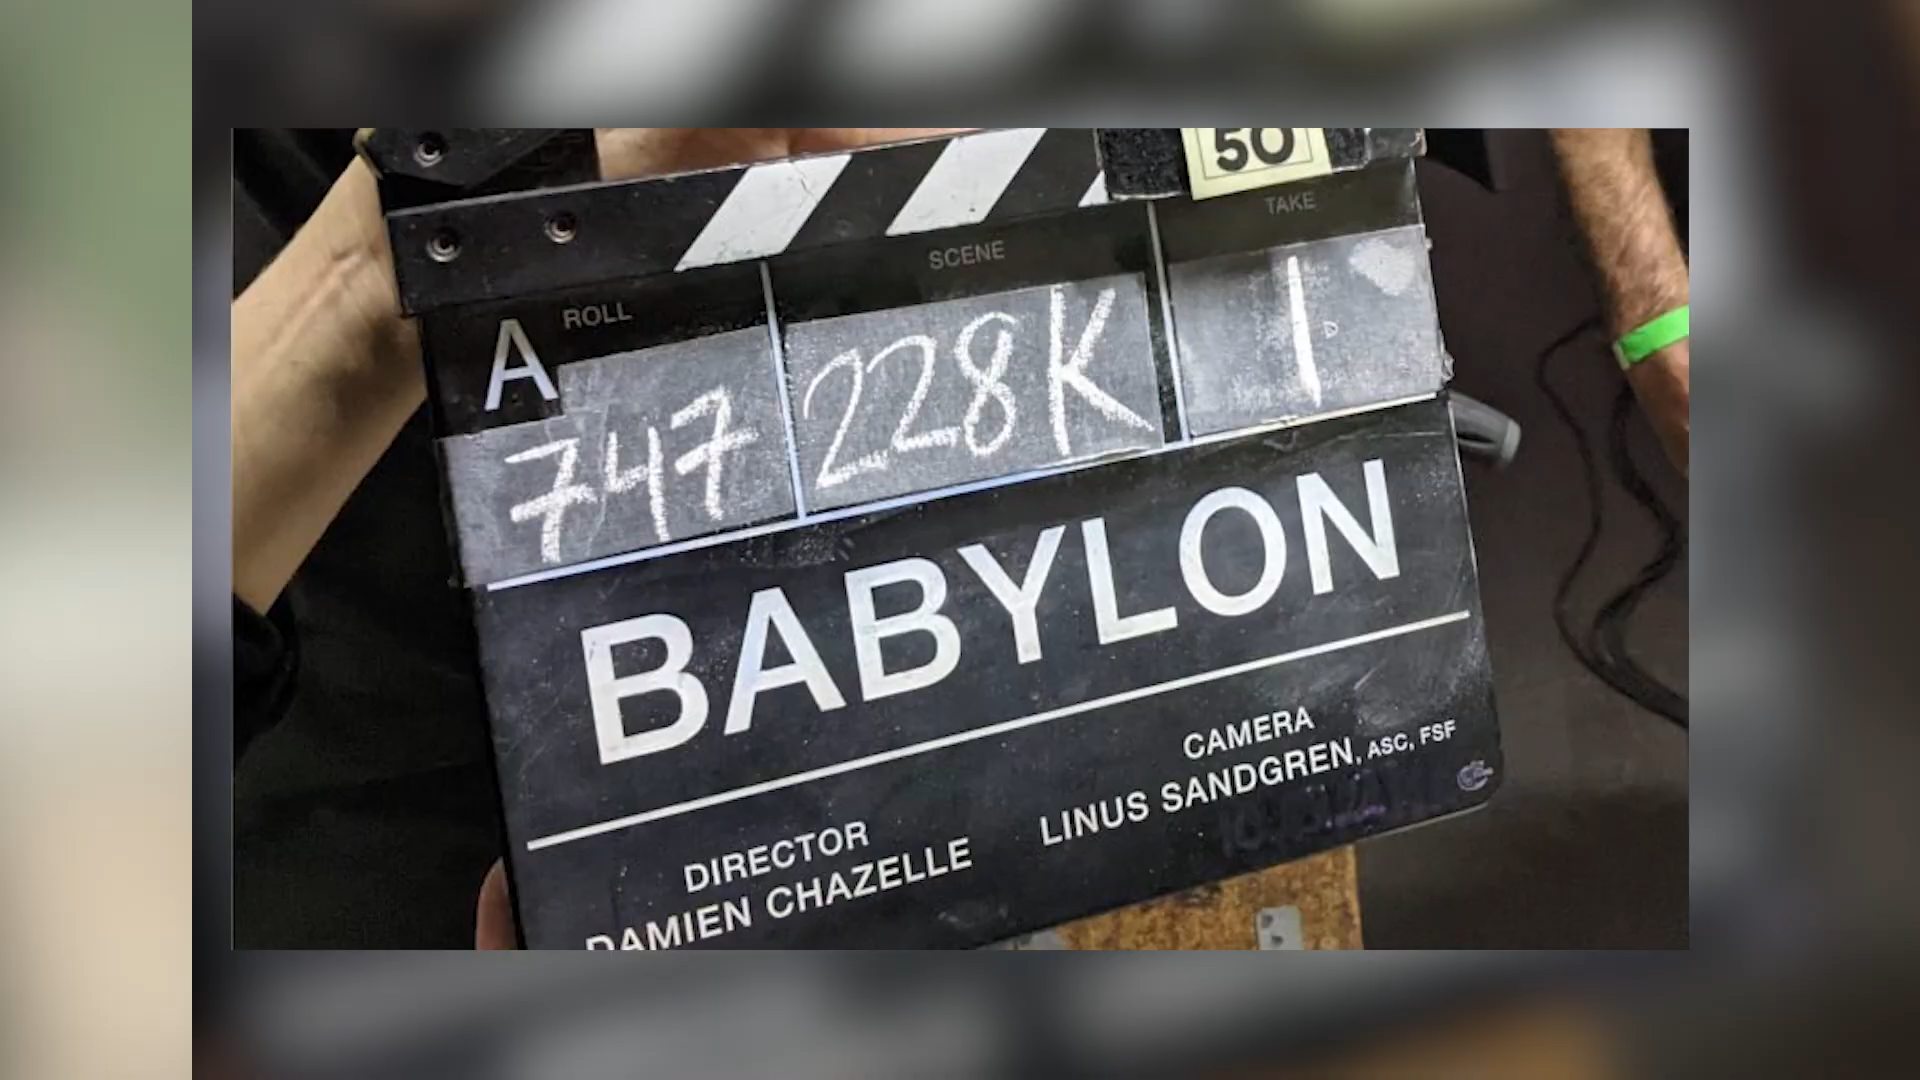 50
SCENE
TAKE
ROLL
A
747
228K
1
BABYLON
DIRECTOR
DAMIEN CHAZELLE
CAMERA
LINUS SANDGREN, ASC, FSF